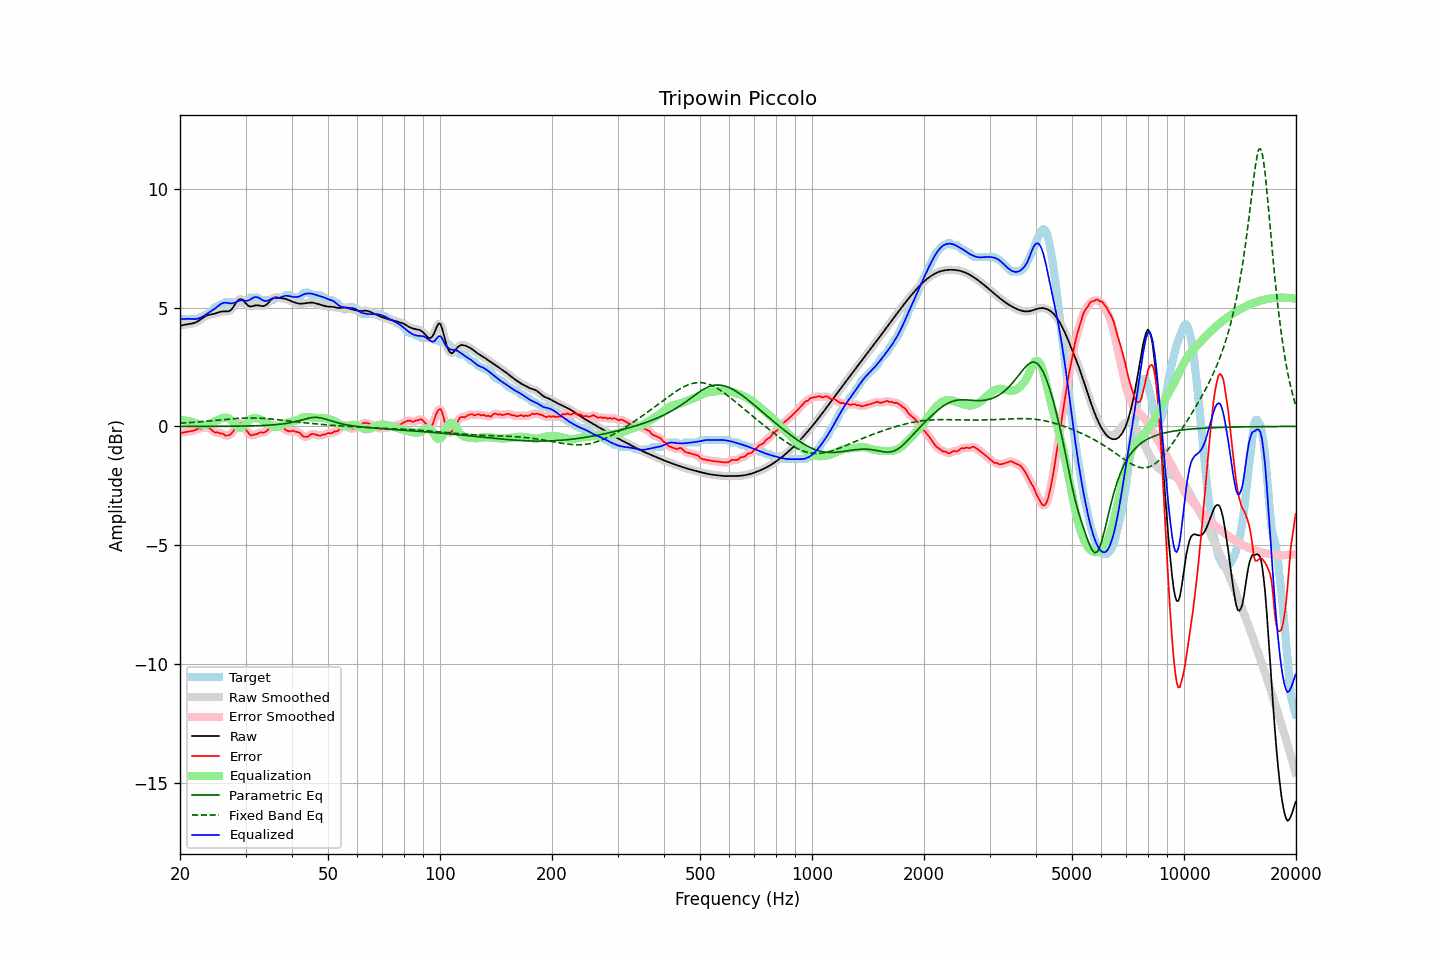 Tripowin Piccolo
Amplitude (dBr)
10
5
0
−5
−10
−15
Target
Raw Smoothed
Error Smoothed
Raw
Error
Equalization
Parametric Eq
Fixed Band Eq
Equalized
20 50 100 200 500 1000 2000 5000 10000 20000
Frequency (Hz)